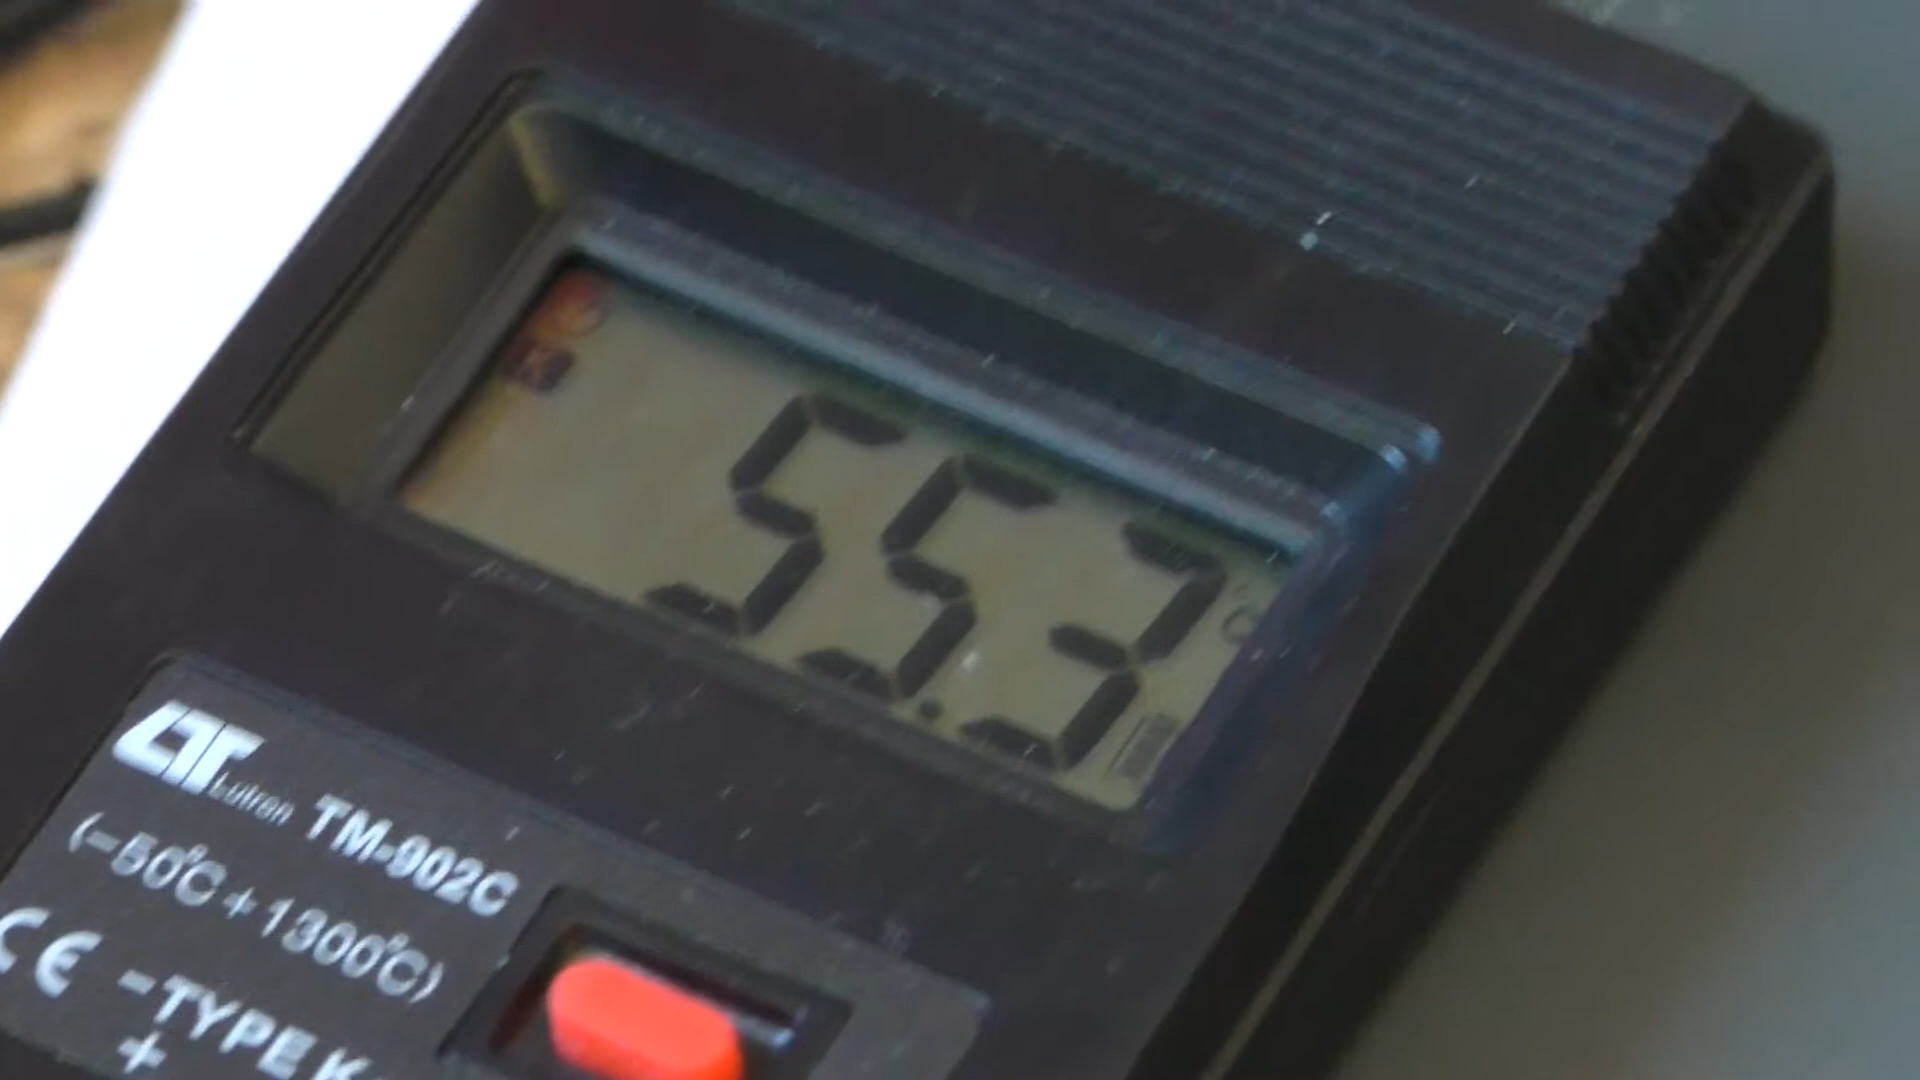 55.3 °C
Lutron TM-902C
(-50°C+1300°C)
CE -TYPE K
+